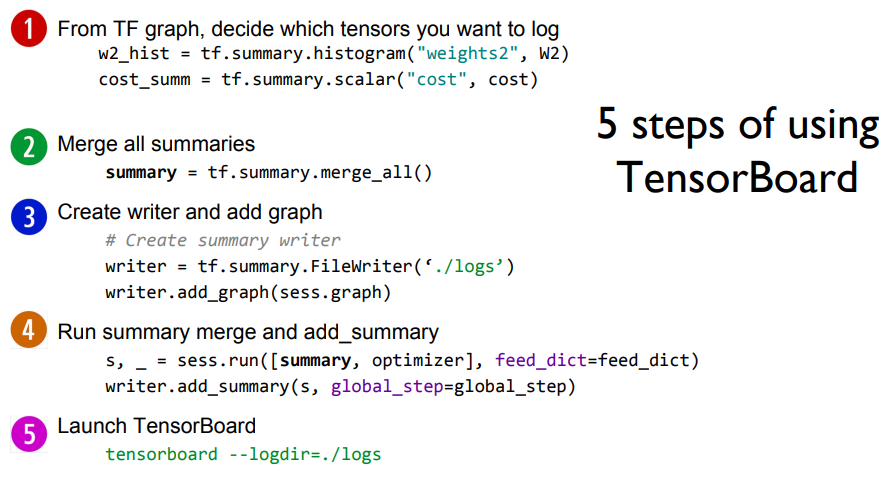 1 From TF graph, decide which tensors you want to log
w2_hist = tf.summary.histogram("weights2", W2)
cost_summ = tf.summary.scalar("cost", cost)
5 steps of using
TensorBoard
2 Merge all summaries
summary = tf.summary.merge_all()
3 Create writer and add graph
# Create summary writer
writer = tf.summary.FileWriter(‘./logs’)
writer.add_graph(sess.graph)
4 Run summary merge and add_summary
s, _ = sess.run([summary, optimizer], feed_dict=feed_dict)
writer.add_summary(s, global_step=global_step)
5 Launch TensorBoard
tensorboard --logdir=./logs